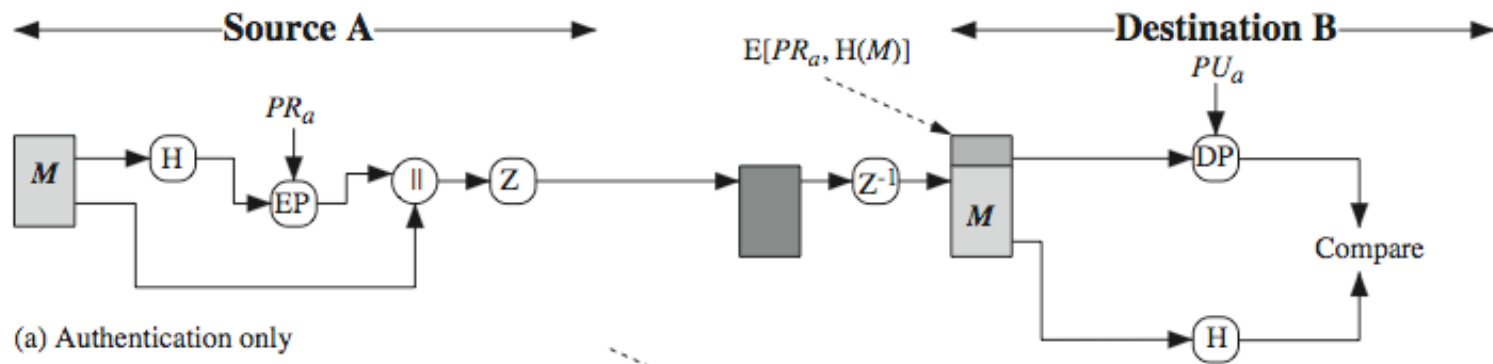 Source A
Destination B
E[PRₐ, H(M)]
PUₐ
PRₐ
M
H
EP
||
Z
Z⁻¹
M
DP
Compare
H
(a) Authentication only